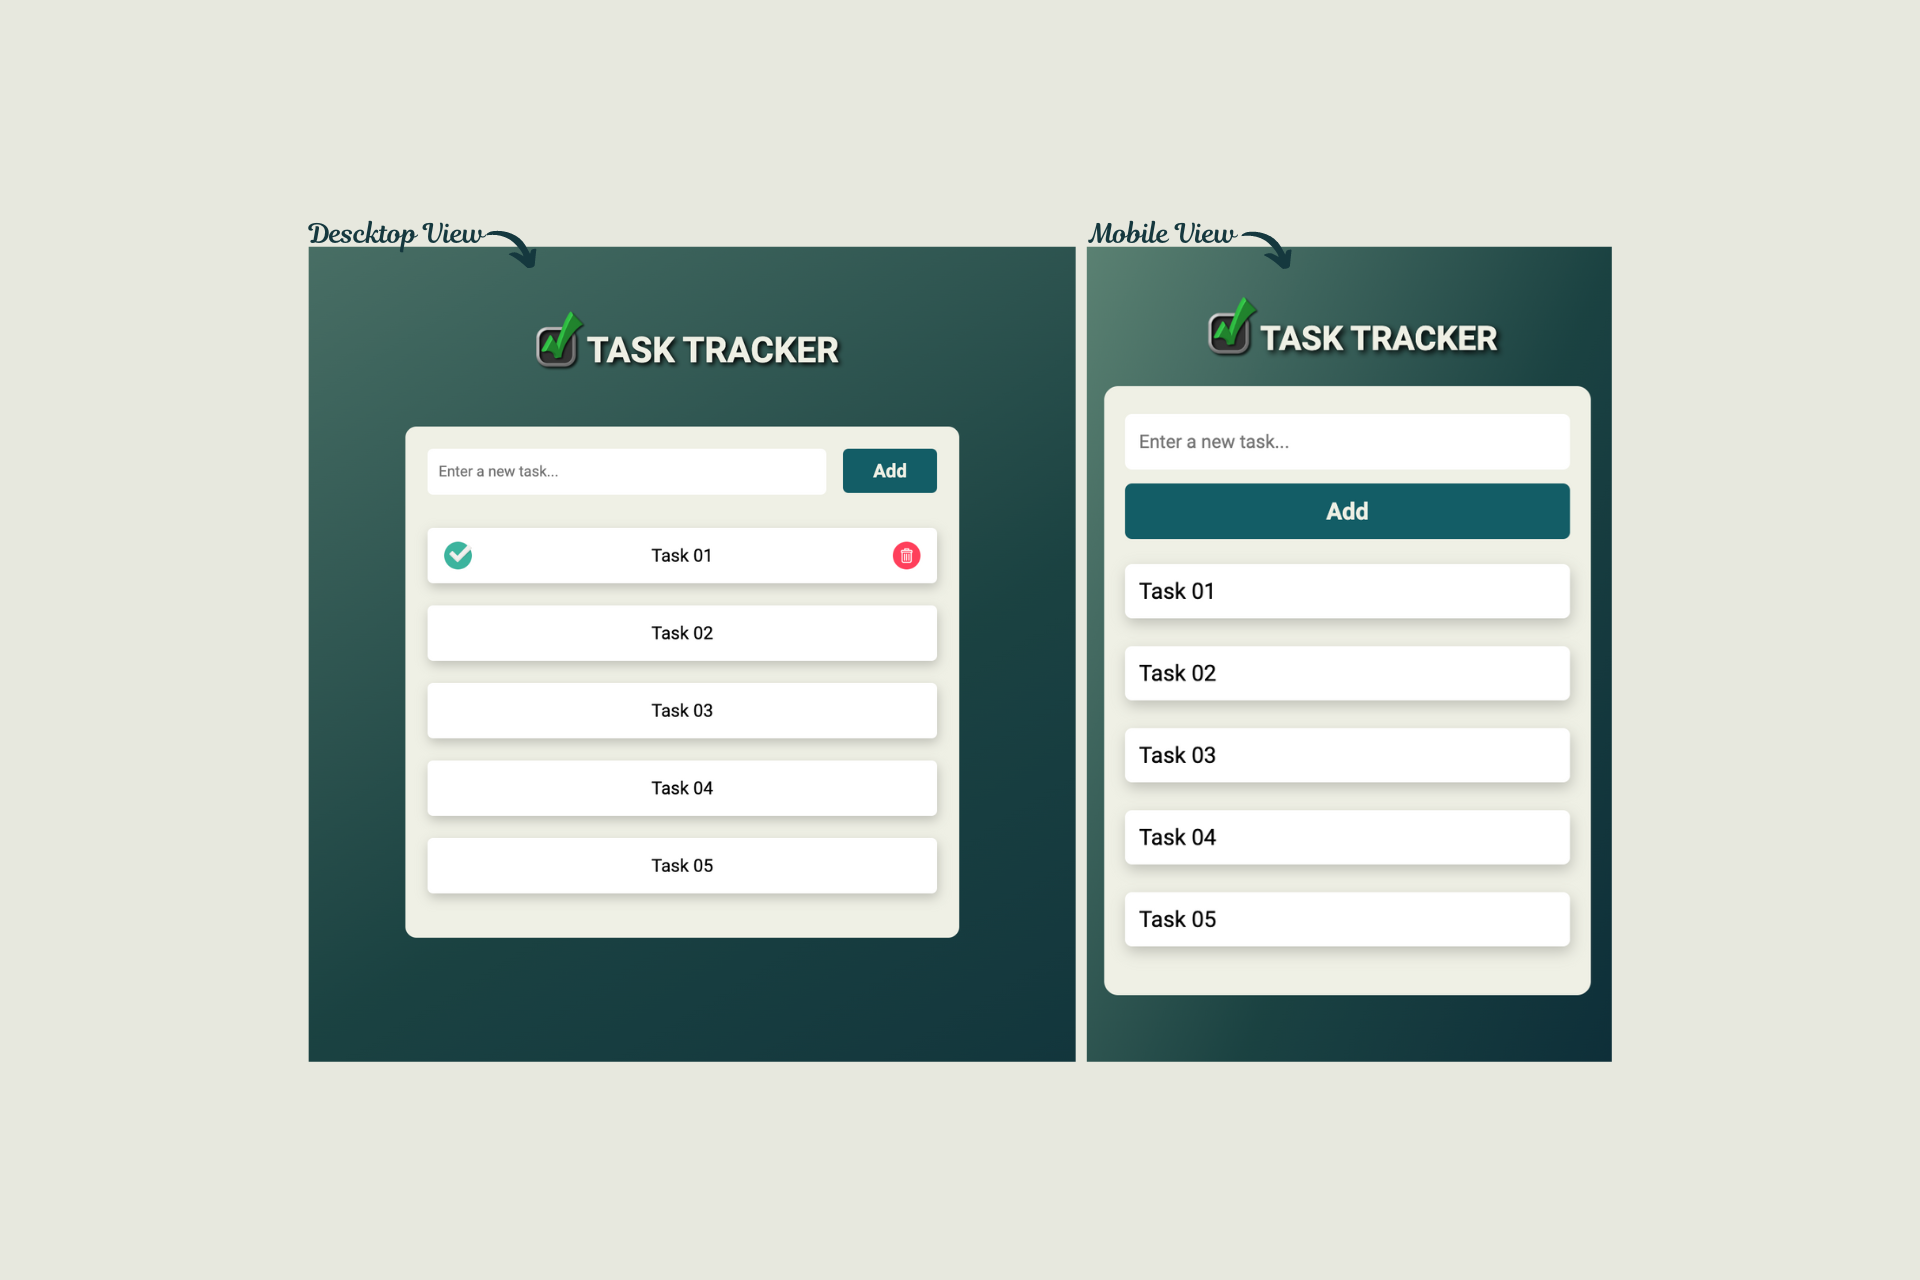 Descktop View
TASK TRACKER
Enter a new task...
Add
Task 01
Task 02
Task 03
Task 04
Task 05
Mobile View
TASK TRACKER
Enter a new task...
Add
Task 01
Task 02
Task 03
Task 04
Task 05